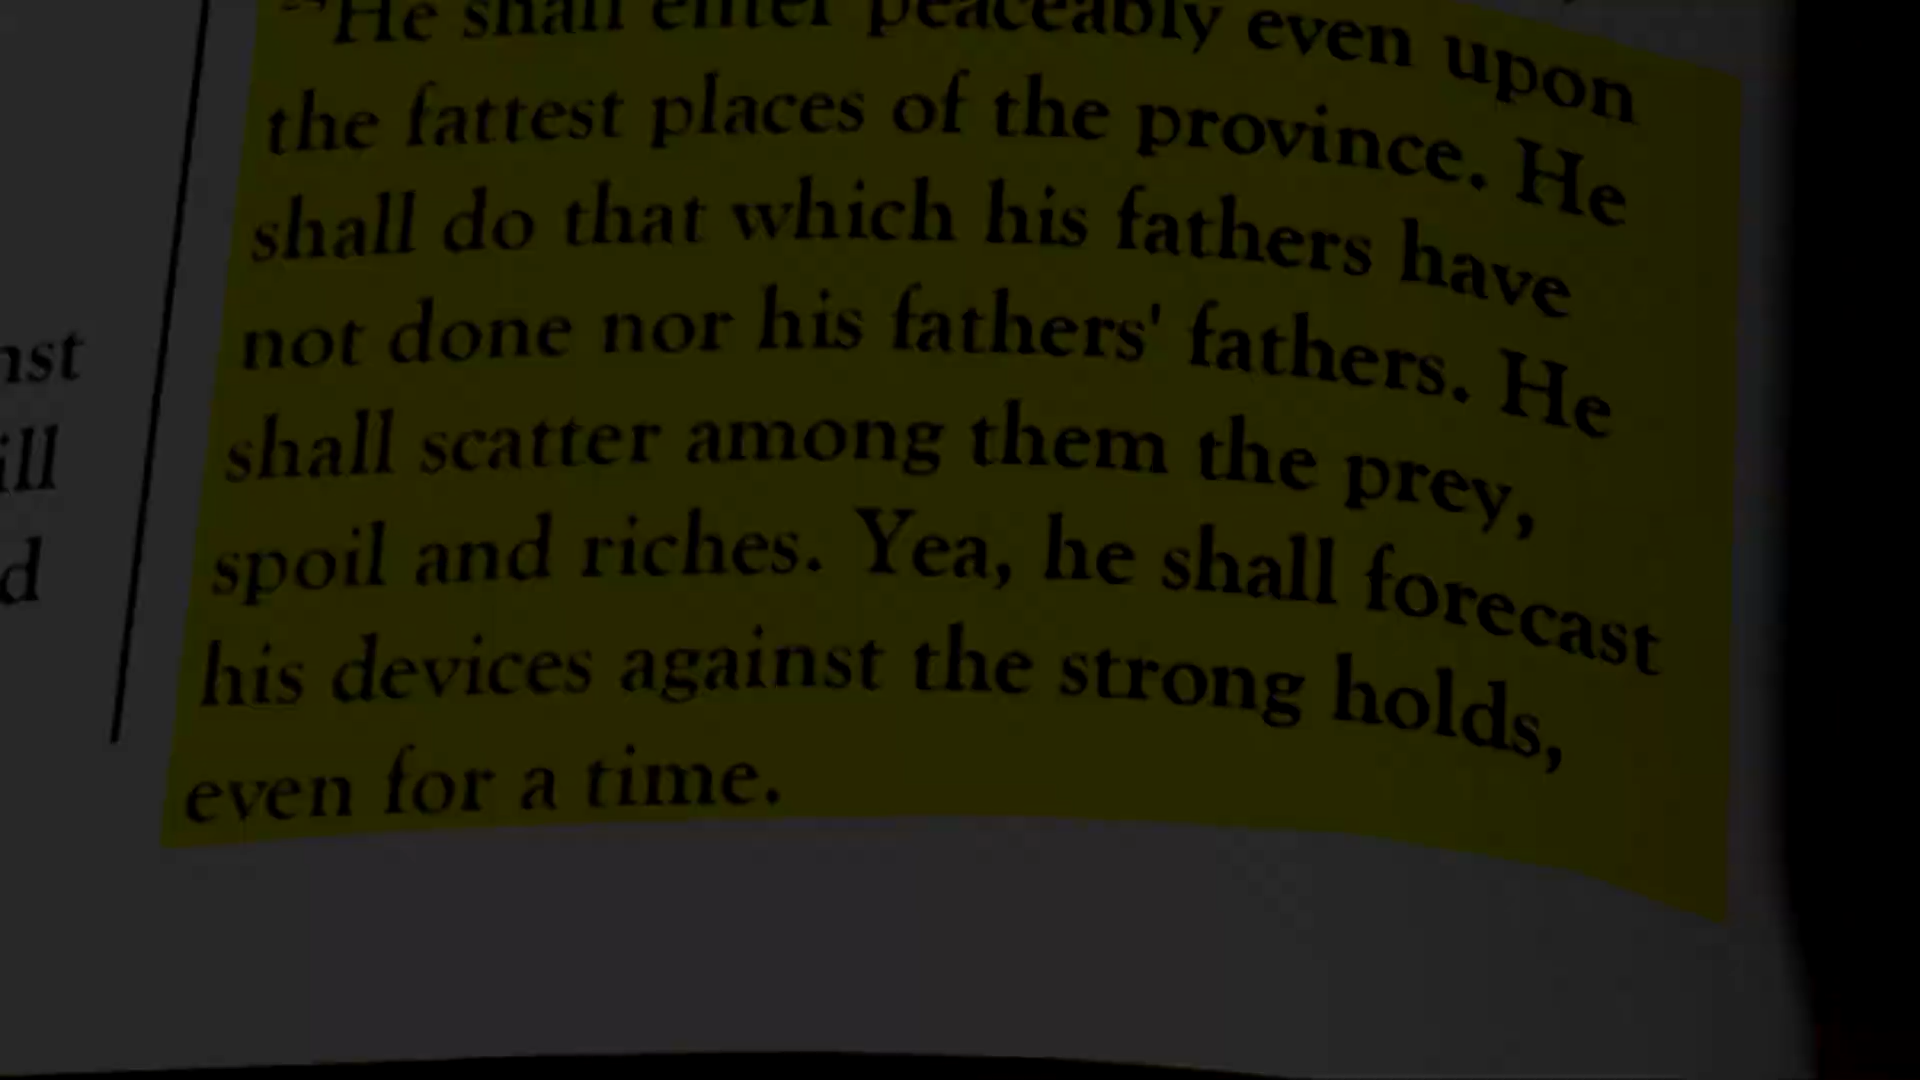 nst
ill
d
He shall enter peaceably even upon
the fattest places of the province. He
shall do that which his fathers have
not done nor his fathers' fathers. He
shall scatter among them the prey,
spoil and riches. Yea, he shall forecast
his devices against the strong holds,
even for a time.